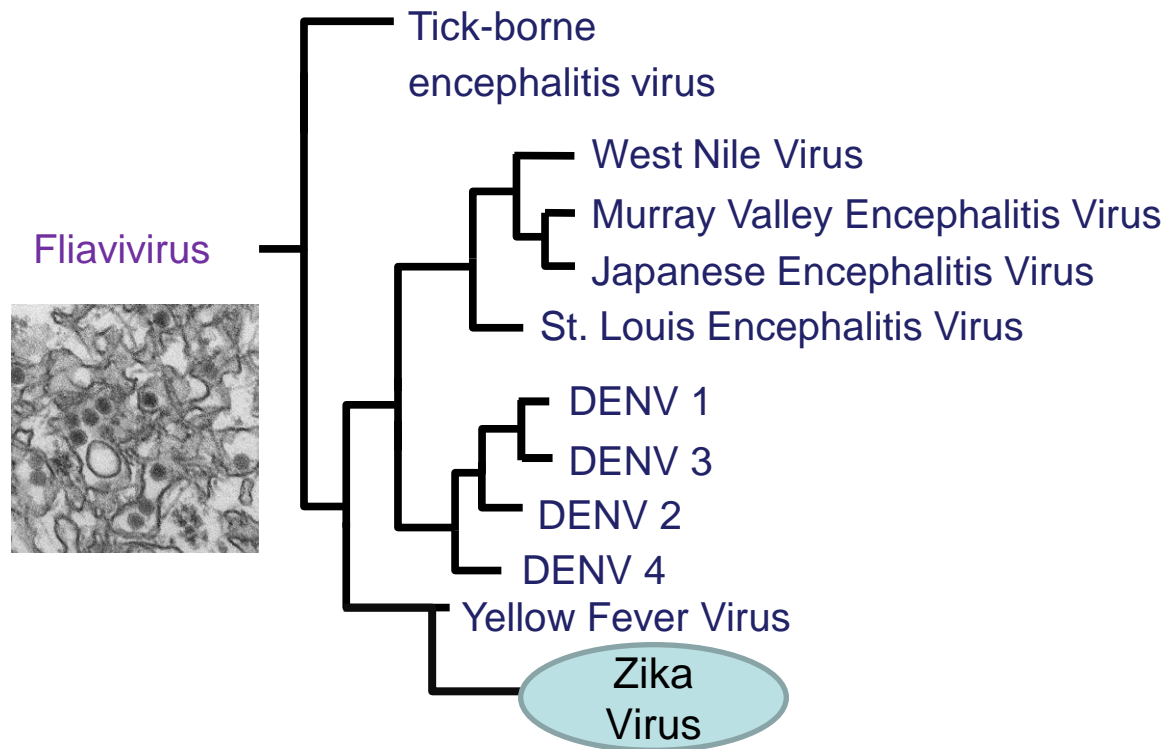 Tick-borne
encephalitis virus
West Nile Virus
Murray Valley Encephalitis Virus
Fliavivirus
Japanese Encephalitis Virus
St. Louis Encephalitis Virus
DENV 1
DENV 3
DENV 2
DENV 4
Yellow Fever Virus
Zika
Virus